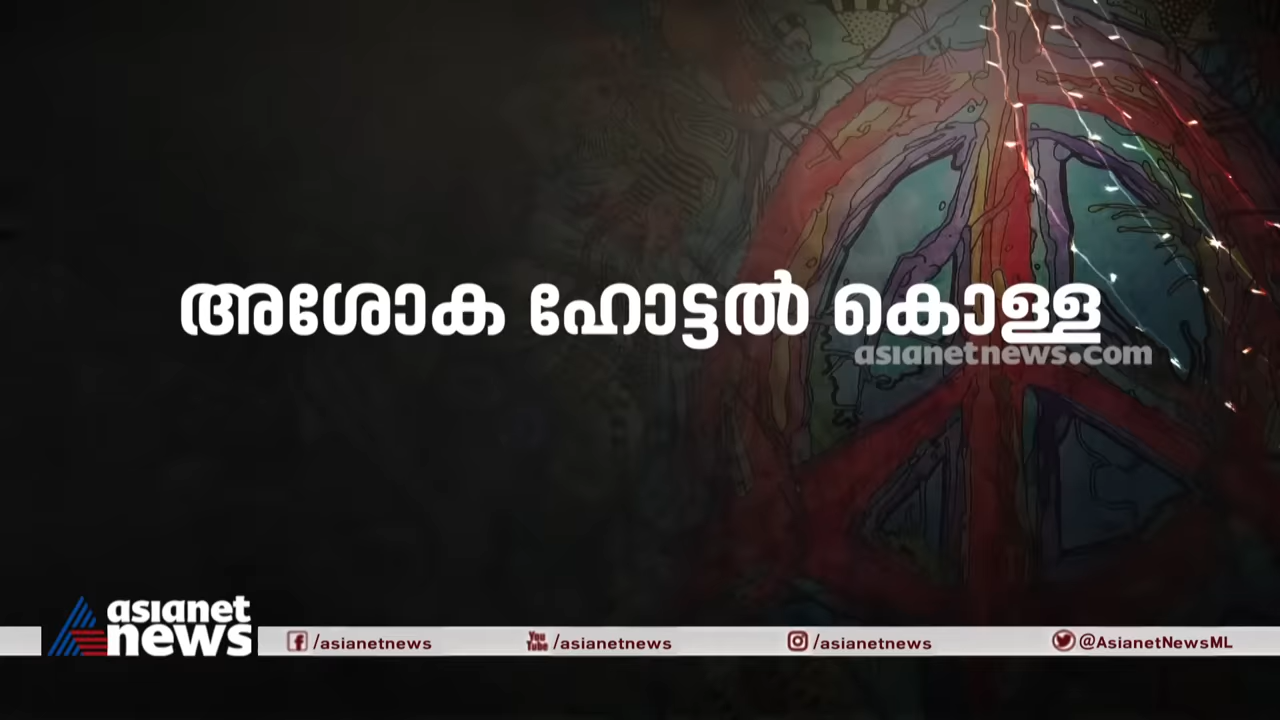 അശോക ഹോട്ടൽ കൊള്ള
asianetnews.com
asianet
news
f /asianetnews
You Tube /asianetnews
/asianetnews
@AsianetNewsML